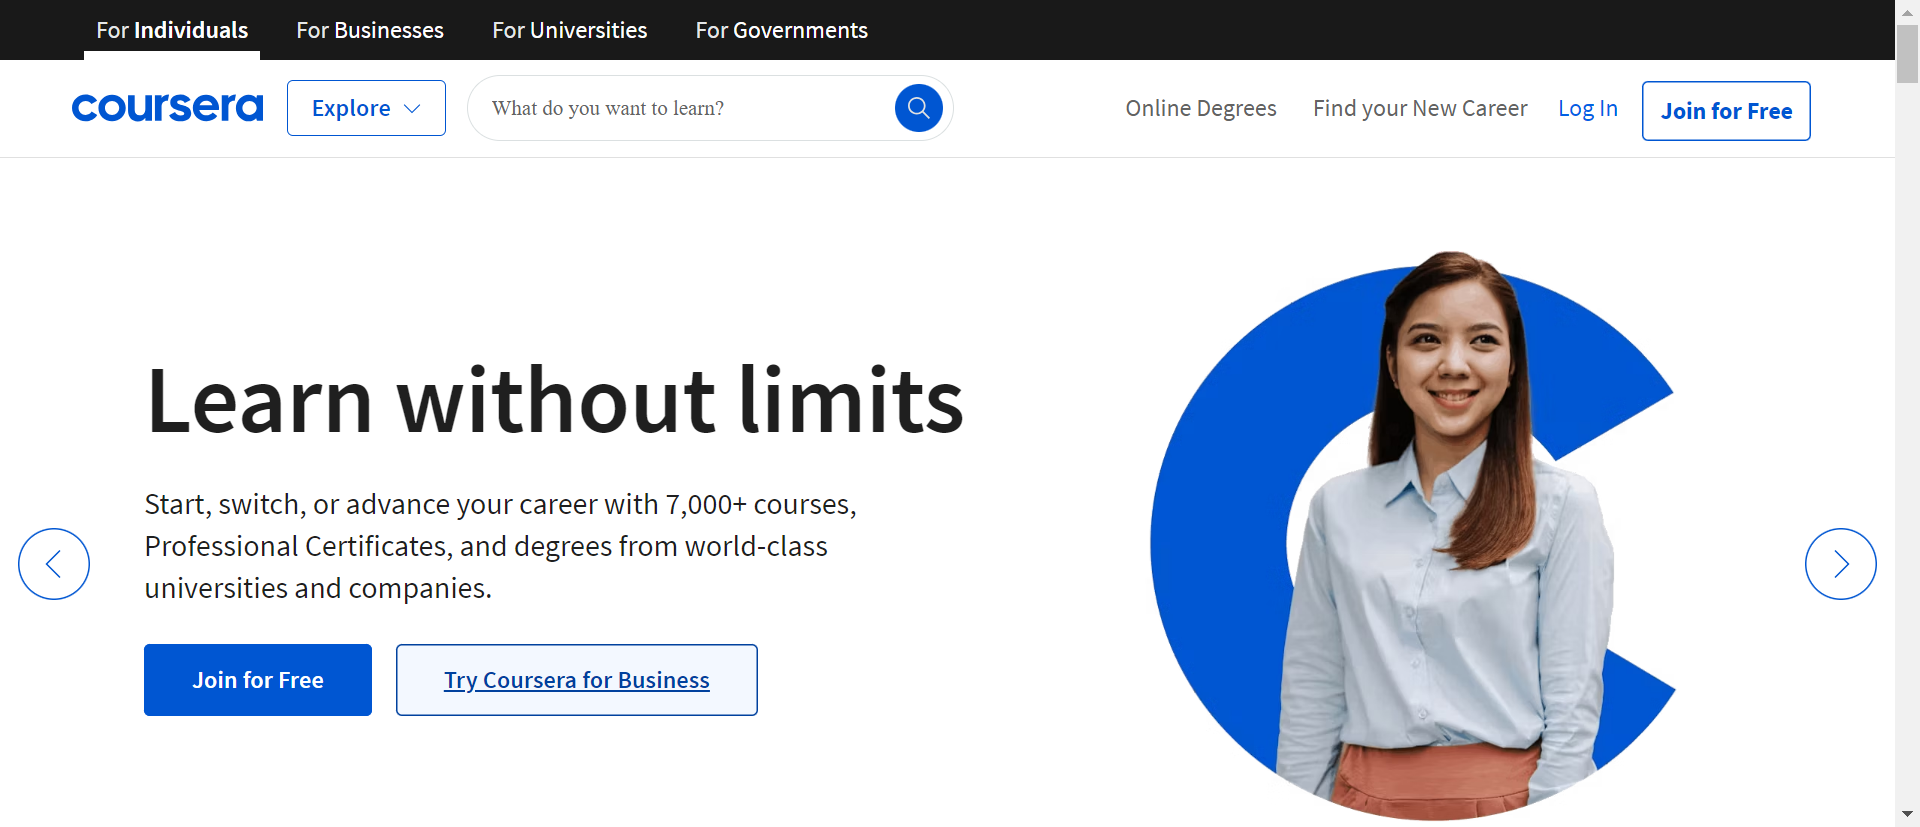 For Individuals For Businesses For Universities For Governments
coursera Explore What do you want to learn? Online Degrees Find your New Career Log In Join for Free
Learn without limits
Start, switch, or advance your career with 7,000+ courses,
Professional Certificates, and degrees from world-class
universities and companies.
Join for Free Try Coursera for Business